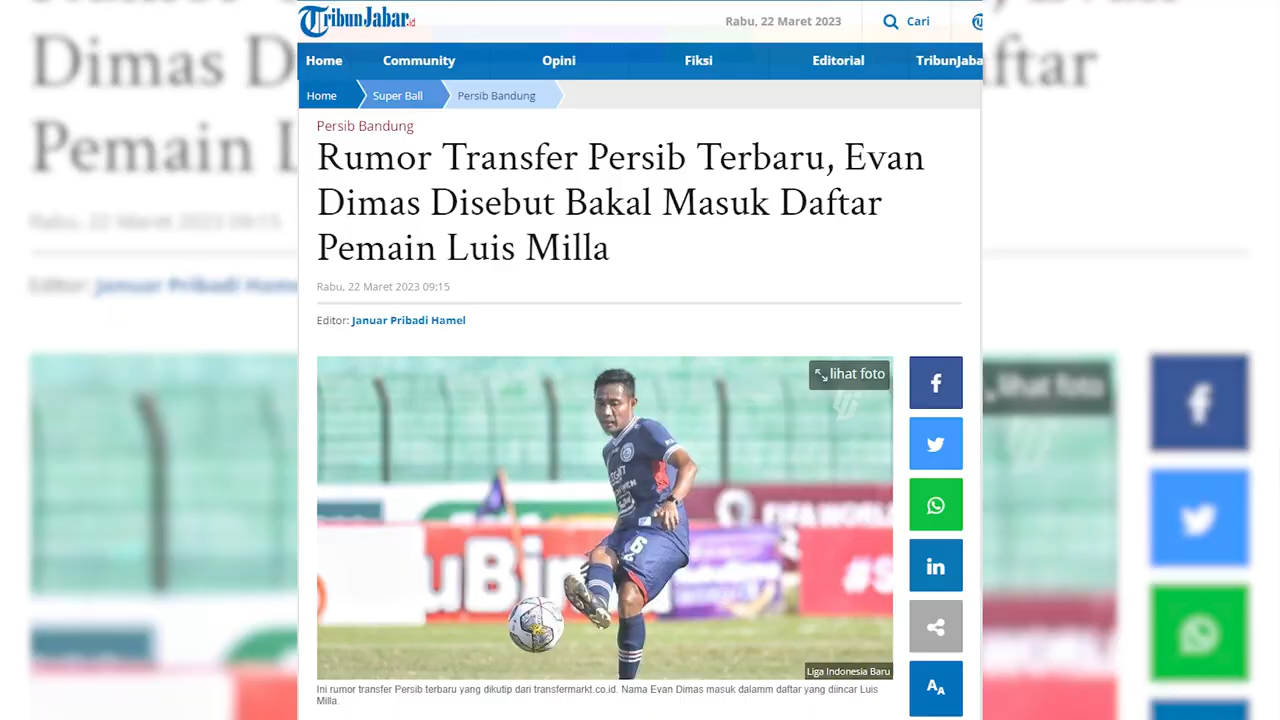 TribunJabar.id
Rabu, 22 Maret 2023
Cari
Home
Community
Opini
Fiksi
Editorial
TribunJaba
Home
Super Ball
Persib Bandung
Persib Bandung
Rumor Transfer Persib Terbaru, Evan
Dimas Disebut Bakal Masuk Daftar
Pemain Luis Milla
Rabu, 22 Maret 2023 09:15
Editor: Januar Pribadi Hamel
lihat foto
6
Liga Indonesia Baru
Ini rumor transfer Persib terbaru yang dikutip dari transfermarkt.co.id. Nama Evan Dimas masuk dalamm daftar yang diincar Luis
Milla.